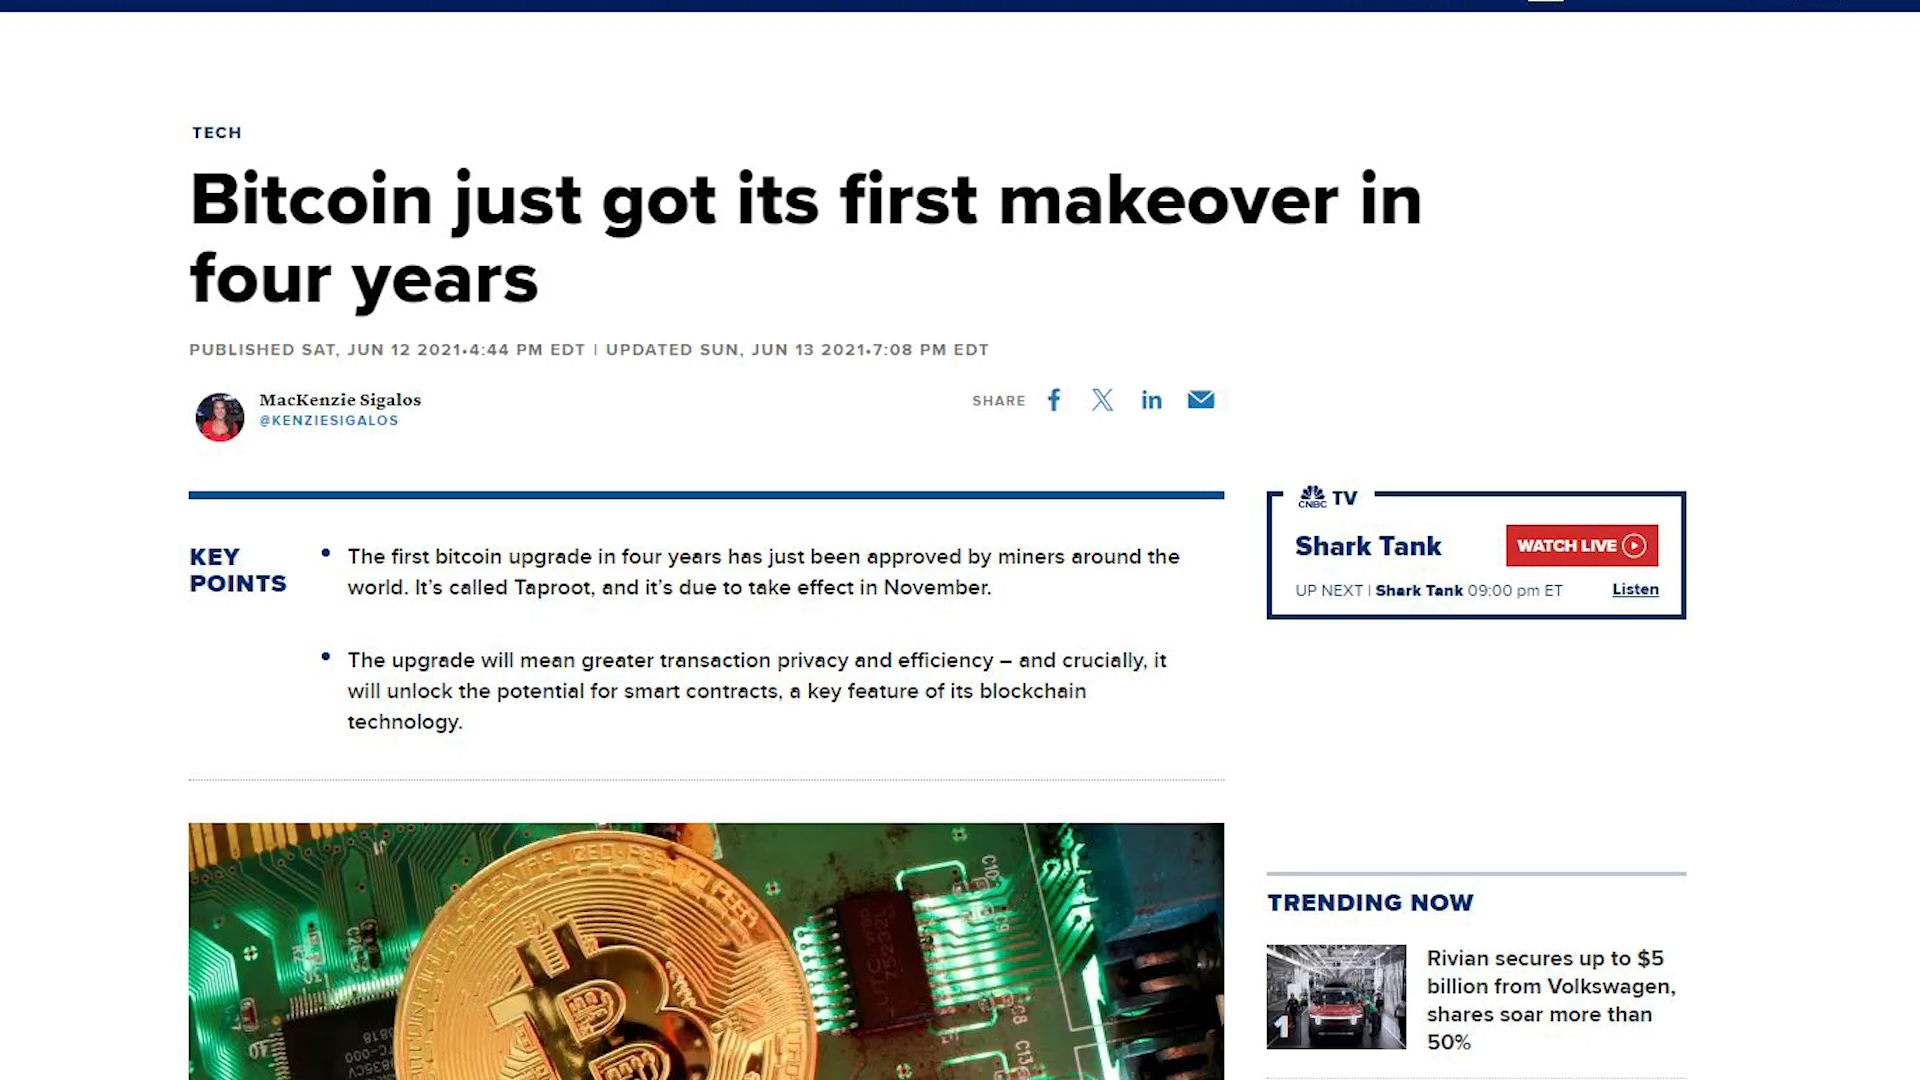 TECH
Bitcoin just got its first makeover in
four years
PUBLISHED SAT, JUN 12 2021•4:44 PM EDT | UPDATED SUN, JUN 13 2021•7:08 PM EDT
MacKenzie Sigalos
@KENZIESIGALOS
SHARE
KEY
POINTS
• The first bitcoin upgrade in four years has just been approved by miners around the
world. It’s called Taproot, and it’s due to take effect in November.
• The upgrade will mean greater transaction privacy and efficiency – and crucially, it
will unlock the potential for smart contracts, a key feature of its blockchain
technology.
CNBC TV
Shark Tank
WATCH LIVE
UP NEXT | Shark Tank 09:00 pm ET
Listen
TRENDING NOW
1
Rivian secures up to $5
billion from Volkswagen,
shares soar more than
50%